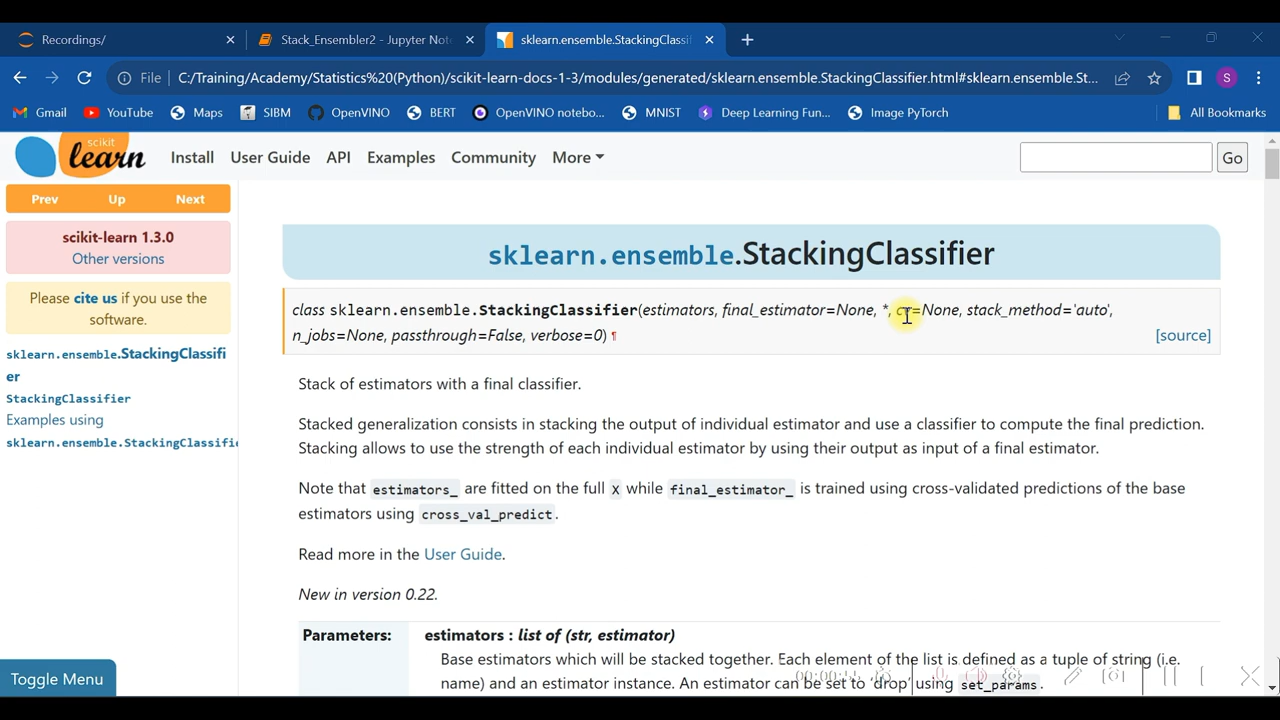 Recordings/
Stack_Ensembler2 - Jupyter Not
sklearn.ensemble.StackingClassi
File
C:/Training/Academy/Statistics%20(Python)/scikit-learn-docs-1-3/modules/generated/sklearn.ensemble.StackingClassifier.html#sklearn.ensemble.St...
S
Gmail YouTube Maps SIBM OpenVINO BERT OpenVINO notebo... MNIST Deep Learning Fun... Image PyTorch All Bookmarks
scikit
learn
Install User Guide API Examples Community More
Go
Prev Up Next
scikit-learn 1.3.0
Other versions
Please cite us if you use the
software.
sklearn.ensemble.StackingClassifi
er
StackingClassifier
Examples using
sklearn.ensemble.StackingClassifie
sklearn.ensemble.StackingClassifier
class sklearn.ensemble.StackingClassifier(estimators, final_estimator=None, *, cv=None, stack_method='auto',
n_jobs=None, passthrough=False, verbose=0) ¶
[source]
Stack of estimators with a final classifier.
Stacked generalization consists in stacking the output of individual estimator and use a classifier to compute the final prediction.
Stacking allows to use the strength of each individual estimator by using their output as input of a final estimator.
Note that estimators_ are fitted on the full X while final_estimator_ is trained using cross-validated predictions of the base
estimators using cross_val_predict.
Read more in the User Guide.
New in version 0.22.
Parameters:
estimators : list of (str, estimator)
Base estimators which will be stacked together. Each element of the list is defined as a tuple of string (i.e.
name) and an estimator instance. An estimator can be set to 'drop' using set_params.
Toggle Menu